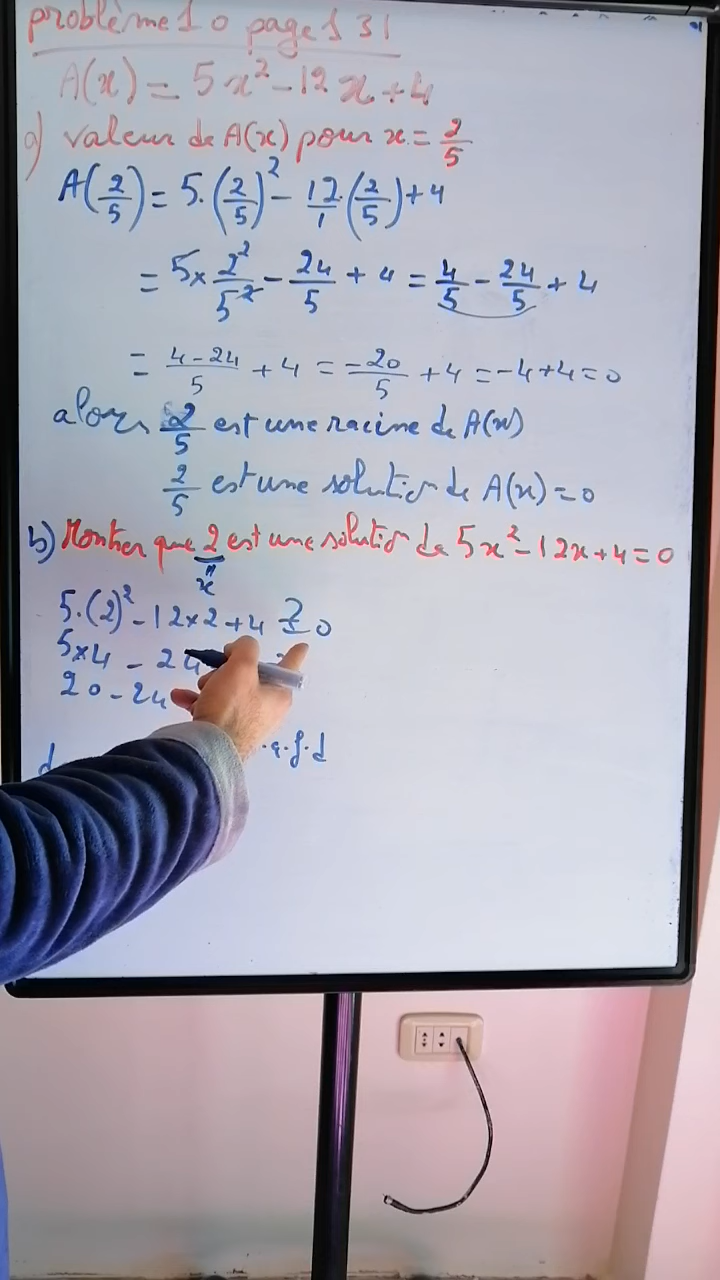 problème 10 page 131
A(x) = 5x² - 12x + 4
a) valeur de A(x) pour x = 2/5
A(2/5) = 5.(2/5)² - 12/1 (2/5) + 4
= 5 × 2²/5² - 24/5 + 4 = 4/5 - 24/5 + 4
= 4-24/5 + 4 = -20/5 + 4 = -4+4 = 0
alors 2/5 est une racine de A(x)
2/5 est une solution de A(x) = 0
b) Montrer que 2 est une solution de 5x² - 12x + 4 = 0
" x
5.(2)² - 12×2 + 4 ?= 0
5×4 - 24
20 - 24
d .q.f.d